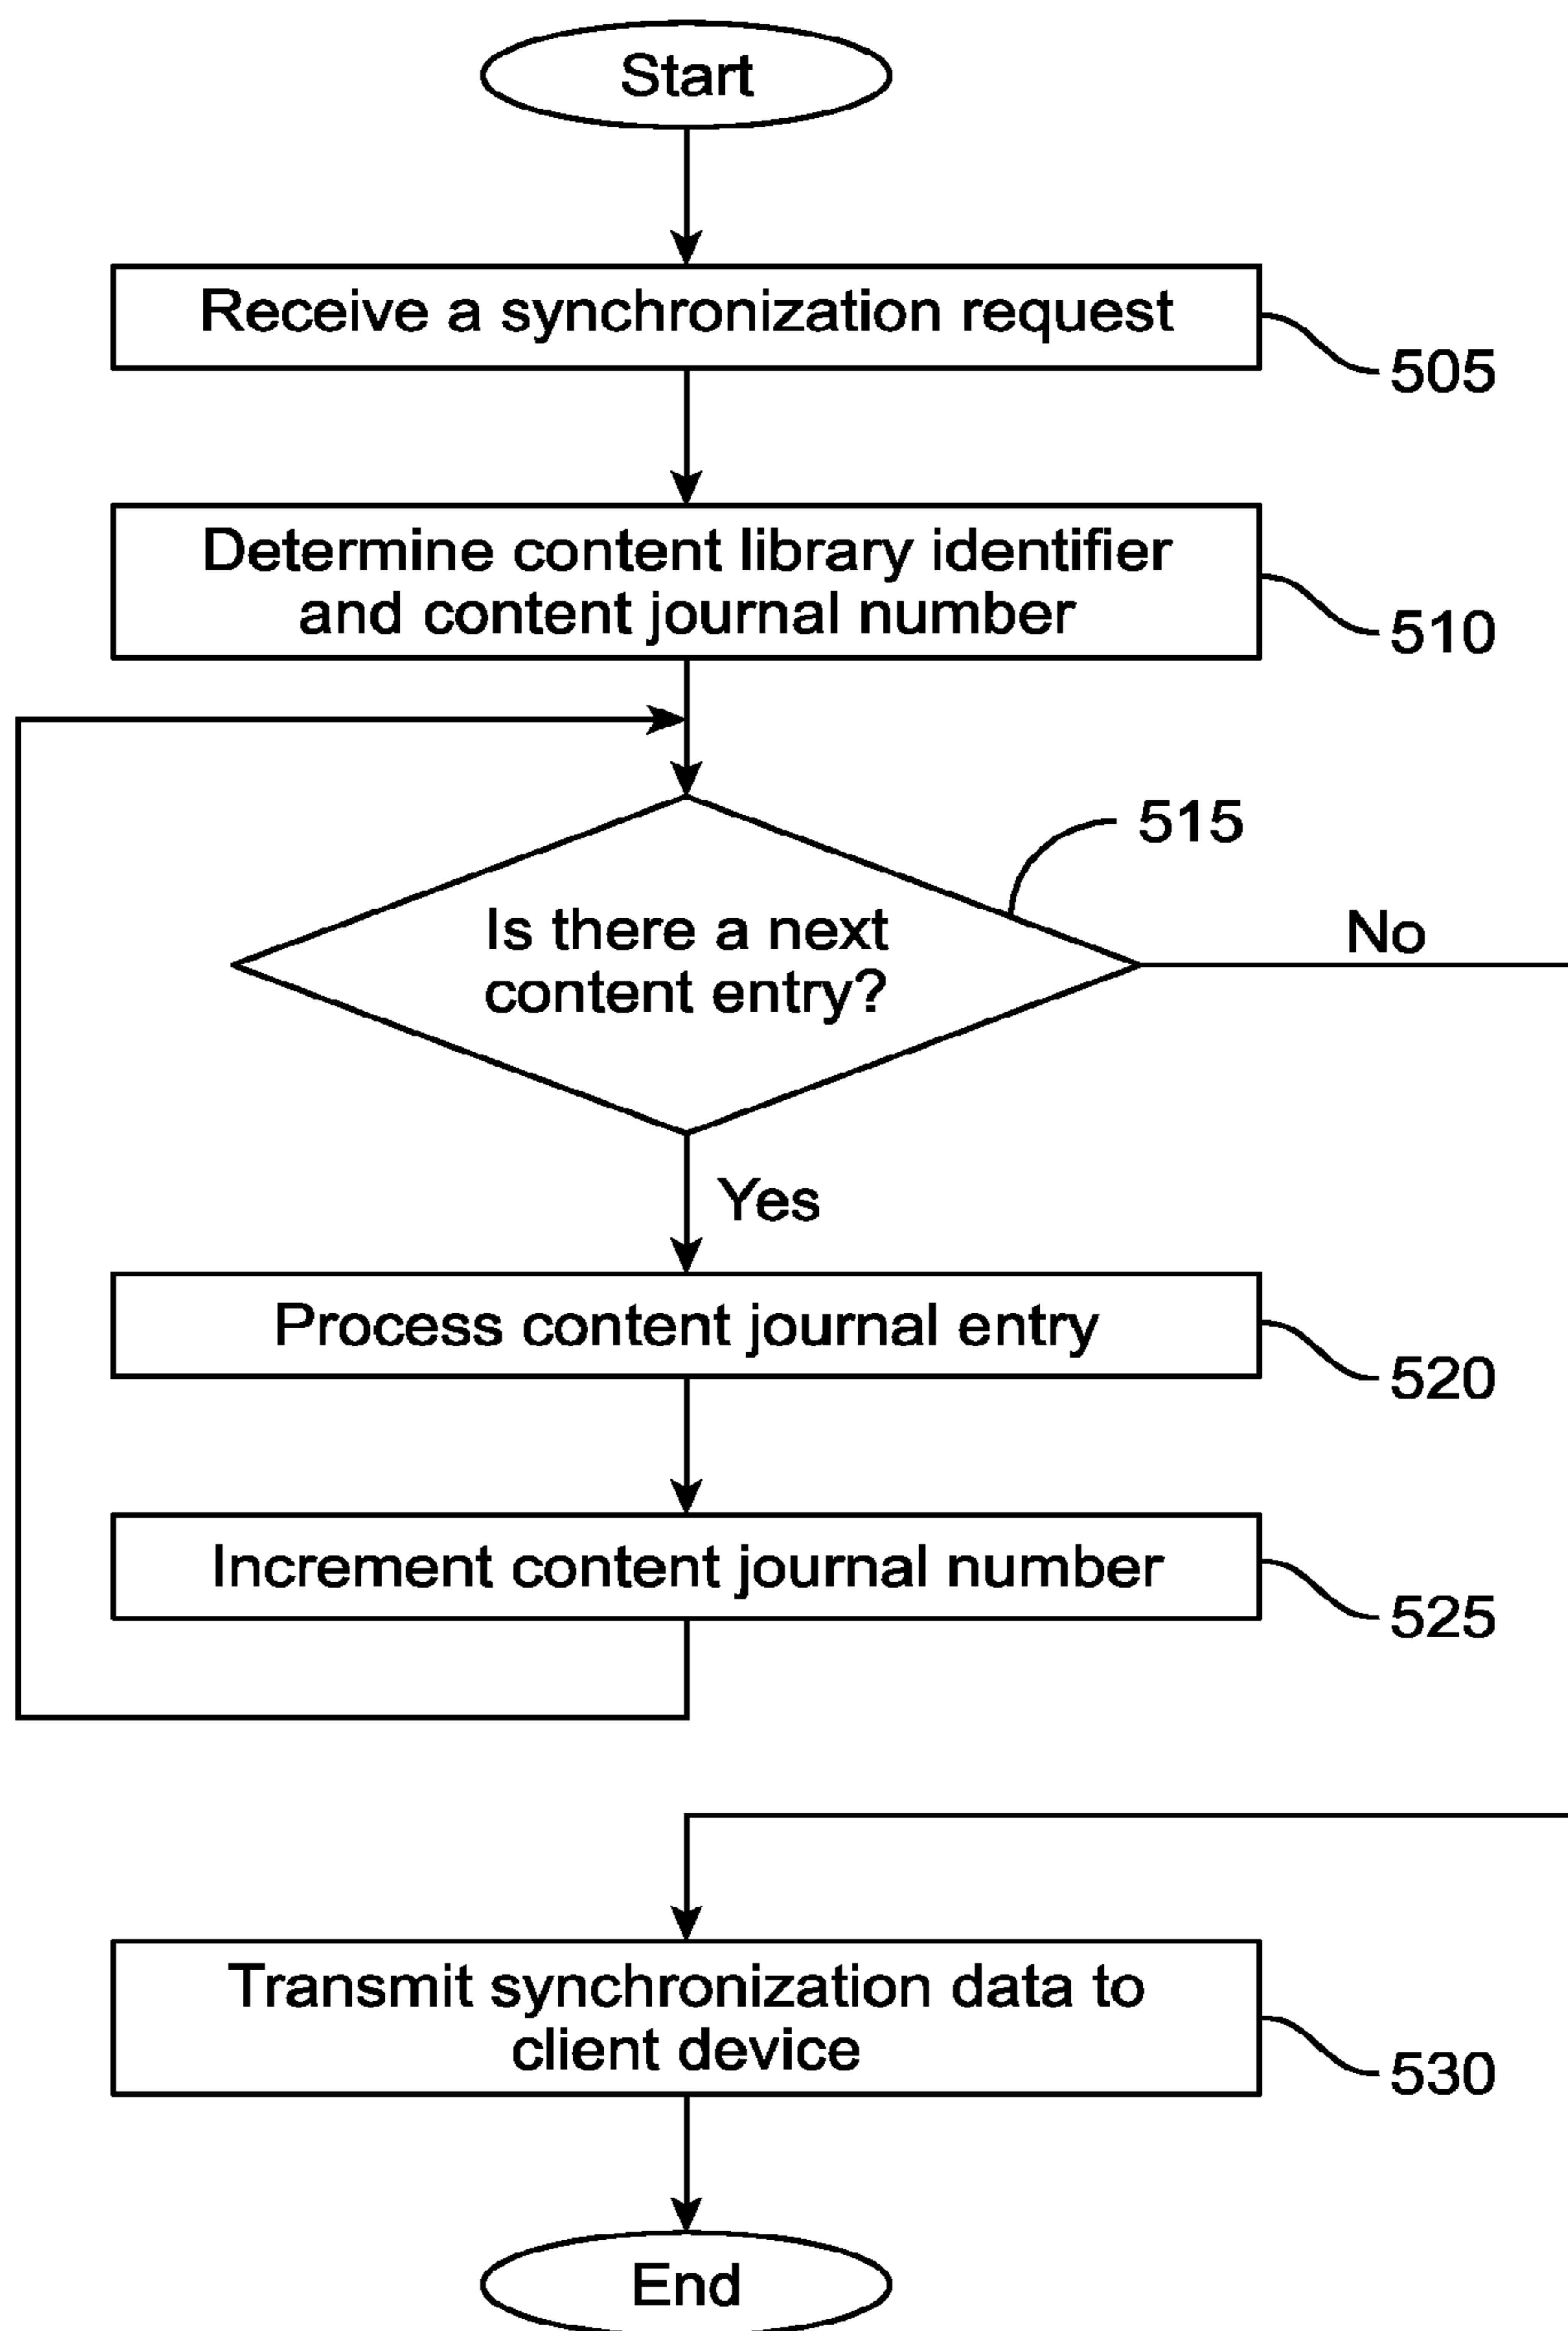 Start
Receive a synchronization request
505
Determine content library identifier
and content journal number
510
515
Is there a next
content entry?
No
Yes
Process content journal entry
520
Increment content journal number
525
Transmit synchronization data to
client device
530
End